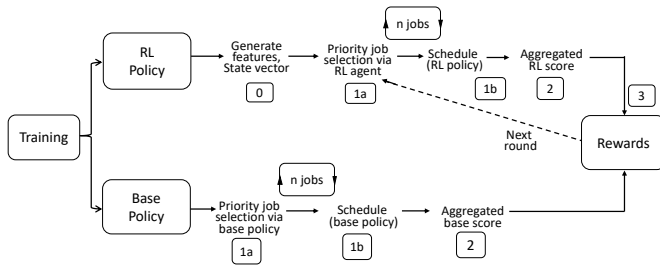 n jobs
RL
Policy
Generate
features,
State vector
0
Priority job
selection via
RL agent
1a
Schedule
(RL policy)
1b
Aggregated
RL score
2
3
Training
Next
round
Rewards
n jobs
Base
Policy
Priority job
selection via
base policy
1a
Schedule
(base policy)
1b
Aggregated
base score
2